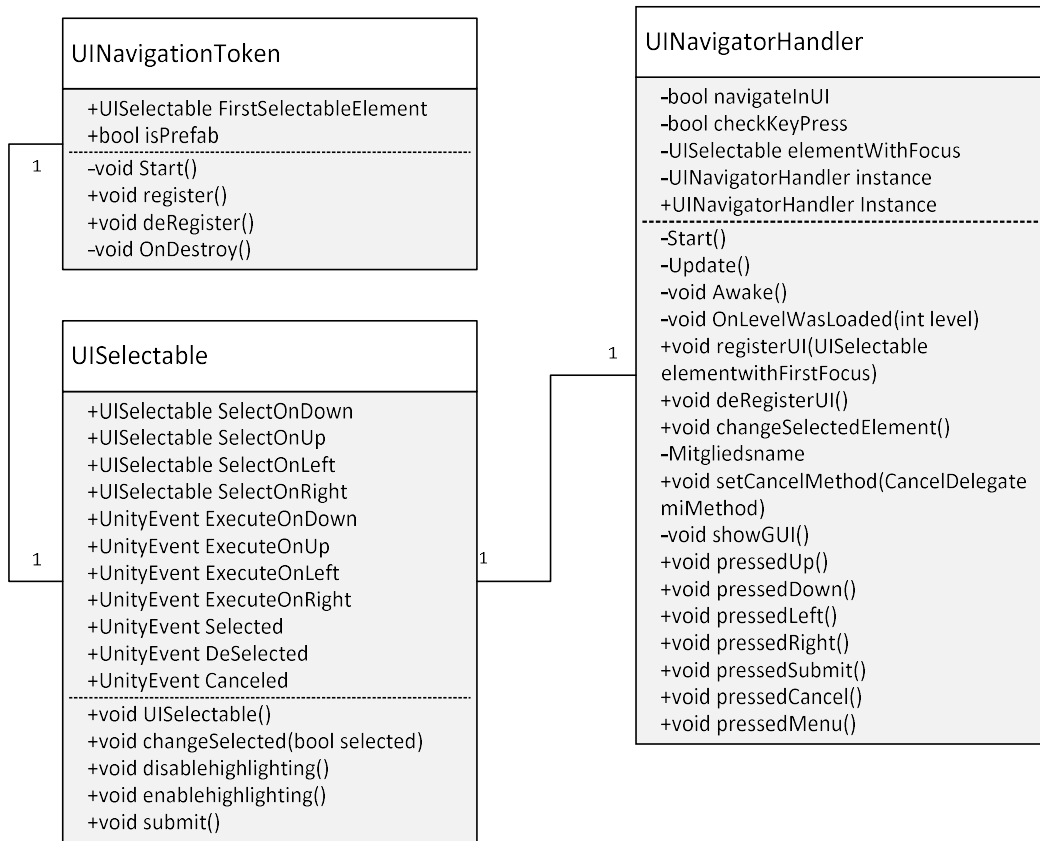 UINavigationToken
+UISelectable FirstSelectableElement
+bool isPrefab
-void Start()
+void register()
+void deRegister()
-void OnDestroy()
1
1
UISelectable
+UISelectable SelectOnDown
+UISelectable SelectOnUp
+UISelectable SelectOnLeft
+UISelectable SelectOnRight
+UnityEvent ExecuteOnDown
+UnityEvent ExecuteOnUp
+UnityEvent ExecuteOnLeft
+UnityEvent ExecuteOnRight
+UnityEvent Selected
+UnityEvent DeSelected
+UnityEvent Canceled
+void UISelectable()
+void changeSelected(bool selected)
+void disablehighlighting()
+void enablehighlighting()
+void submit()
1
1
UINavigatorHandler
-bool navigateInUI
-bool checkKeyPress
-UISelectable elementWithFocus
-UINavigatorHandler instance
+UINavigatorHandler Instance
-Start()
-Update()
-void Awake()
-void OnLevelWasLoaded(int level)
+void registerUI(UISelectable
elementwithFirstFocus)
+void deRegisterUI()
+void changeSelectedElement()
-Mitgliedsname
+void setCancelMethod(CancelDelegate
miMethod)
-void showGUI()
+void pressedUp()
+void pressedDown()
+void pressedLeft()
+void pressedRight()
+void pressedSubmit()
+void pressedCancel()
+void pressedMenu()